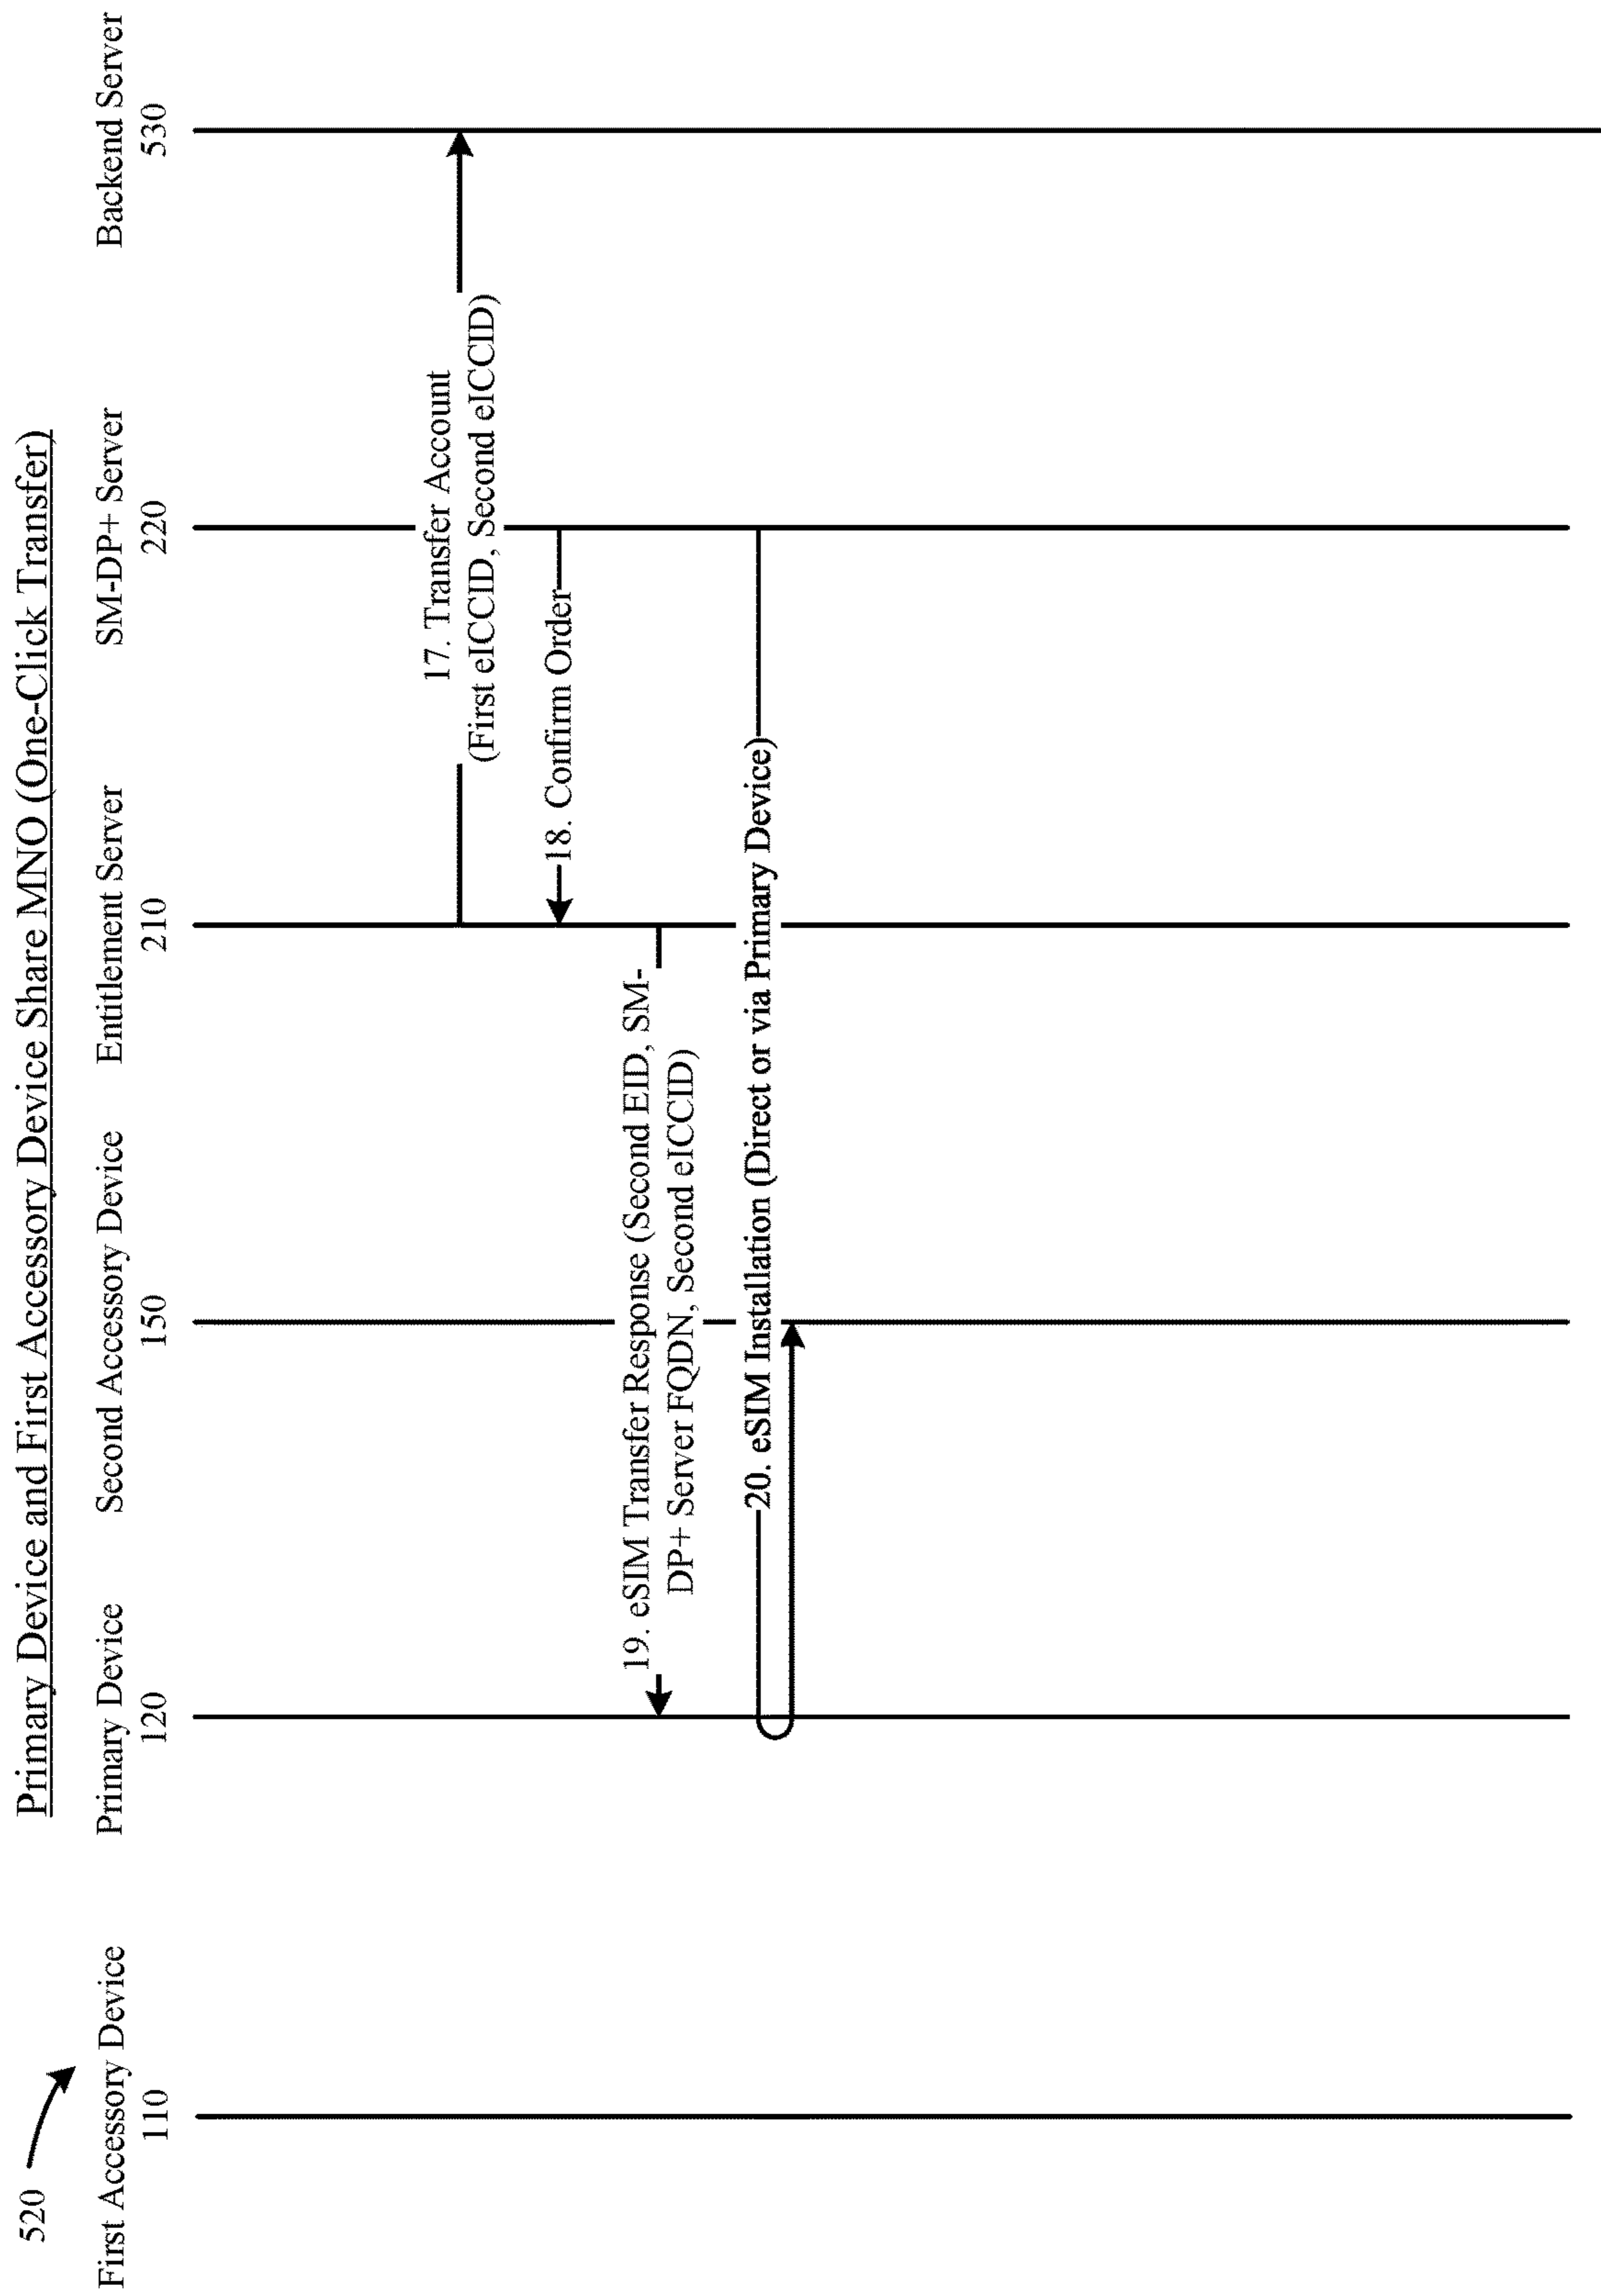 520
Primary Device and First Accessory Device Share MNO (One-Click Transfer)
First Accessory Device
110
Primary Device
120
Second Accessory Device
150
Entitlement Server
210
SM-DP+ Server
220
Backend Server
530
17. Transfer Account
(First eICCID, Second eICCID)
18. Confirm Order
19. eSIM Transfer Response (Second EID, SM-
DP+ Server FQDN, Second eICCID)
20. eSIM Installation (Direct or via Primary Device)